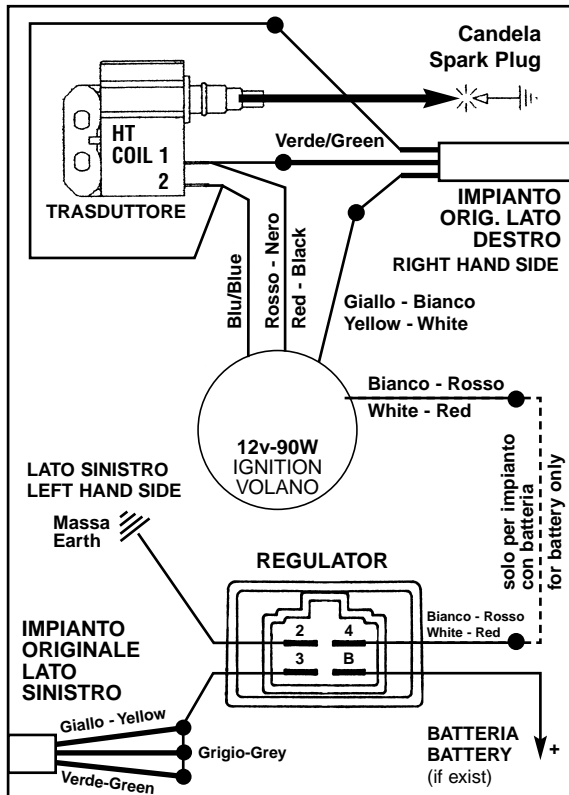 Candela
Spark Plug
HT
COIL 1
2
TRASDUTTORE
Verde/Green
IMPIANTO
ORIG. LATO
DESTRO
RIGHT HAND SIDE
Blu/Blue
Rosso - Nero
Red - Black
Giallo - Bianco
Yellow - White
Bianco - Rosso
White - Red
12v-90W
IGNITION
VOLANO
LATO SINISTRO
LEFT HAND SIDE
Massa
Earth
solo per impianto
con batteria
for battery only
REGULATOR
2 4
3 B
Bianco - Rosso
White - Red
IMPIANTO
ORIGINALE
LATO
SINISTRO
Giallo - Yellow
Grigio-Grey
Verde-Green
BATTERIA
BATTERY
(if exist)
+